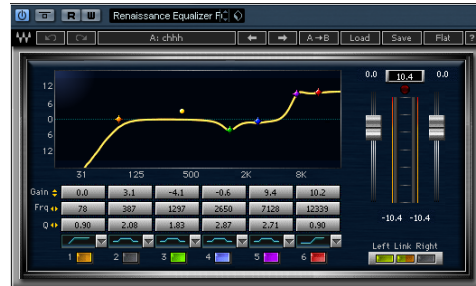 R W Renaissance Equalizer F
A: chhh A→B Load Save Flat ?
0.0 10.4 0.0
12
6
0
6
12
31 125 500 2K 8K
Gain 0.0 3.1 -4.1 -0.6 9.4 10.2
Frq 78 387 1297 2650 7128 12339
Q 0.90 2.08 1.83 2.87 2.71 0.90
-10.4 -10.4
Left Link Right
1 2 3 4 5 6